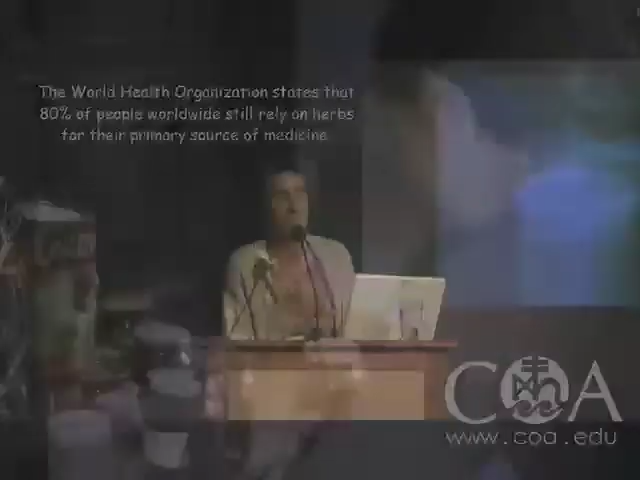 The World Health Organization states that
80% of people worldwide still rely on herbs
for their primary source of medicine.
COA
www.coa.edu